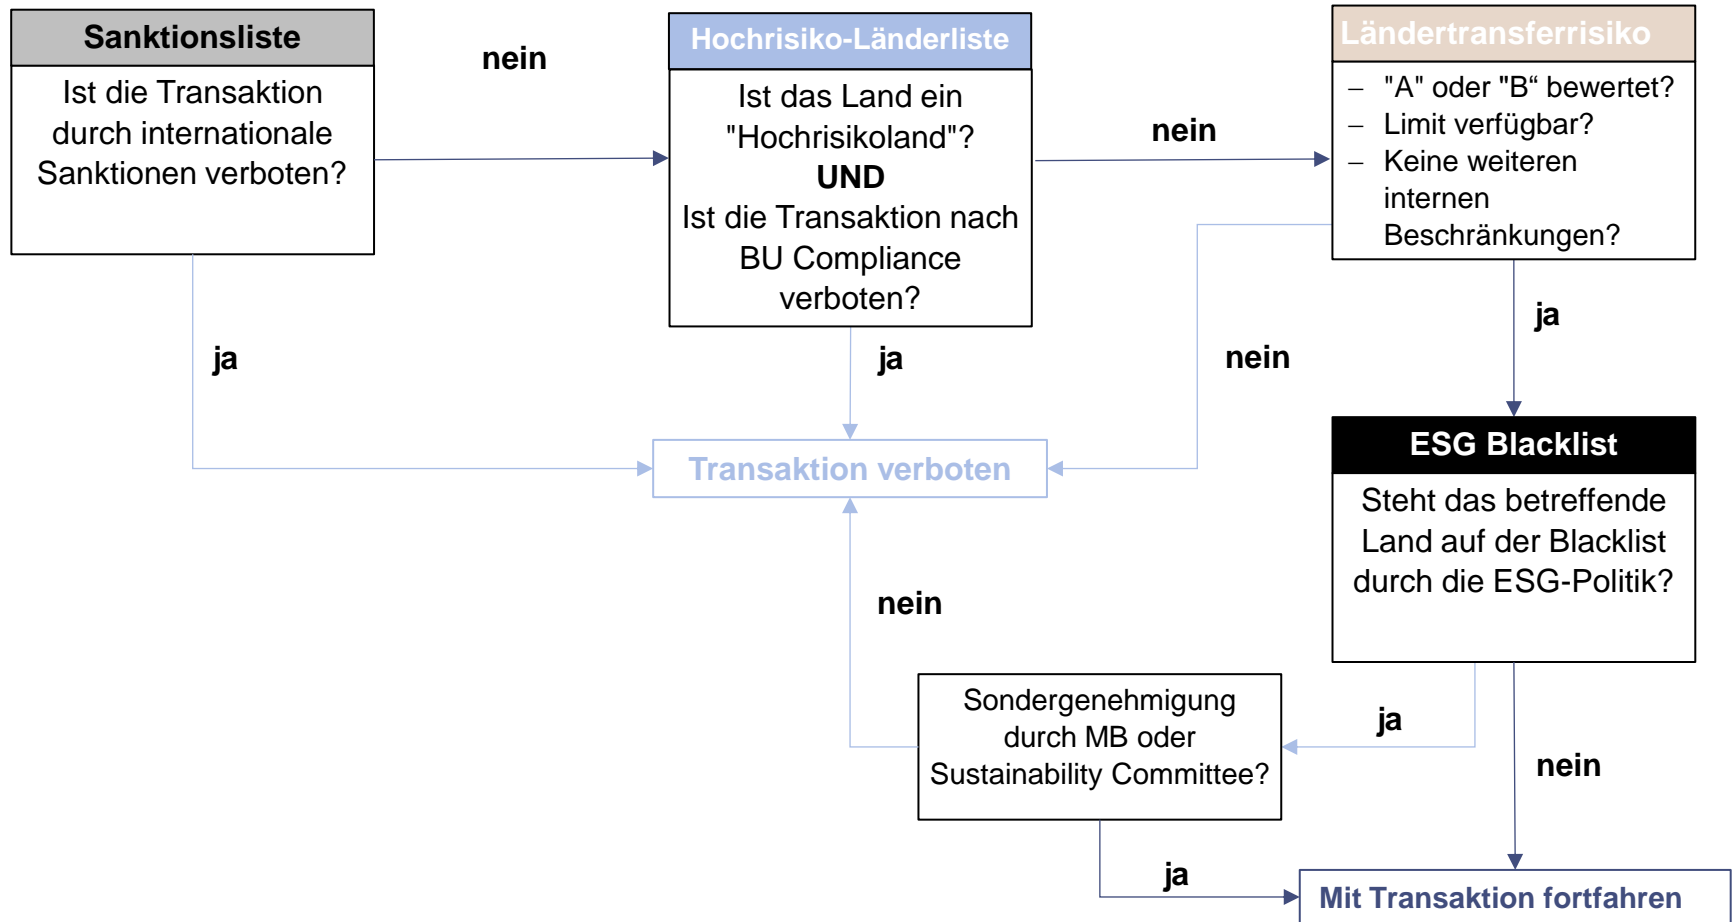 Sanktionsliste
Ist die Transaktion
durch internationale
Sanktionen verboten?
nein
Hochrisiko-Länderliste
Ist das Land ein
"Hochrisikoland"?
UND
Ist die Transaktion nach
BU Compliance
verboten?
nein
Ländertransferrisiko
– "A" oder "B“ bewertet?
– Limit verfügbar?
– Keine weiteren
internen
Beschränkungen?
ja
ja
nein
ja
Transaktion verboten
ESG Blacklist
Steht das betreffende
Land auf der Blacklist
durch die ESG-Politik?
nein
Sondergenehmigung
durch MB oder
Sustainability Committee?
ja
nein
ja
Mit Transaktion fortfahren